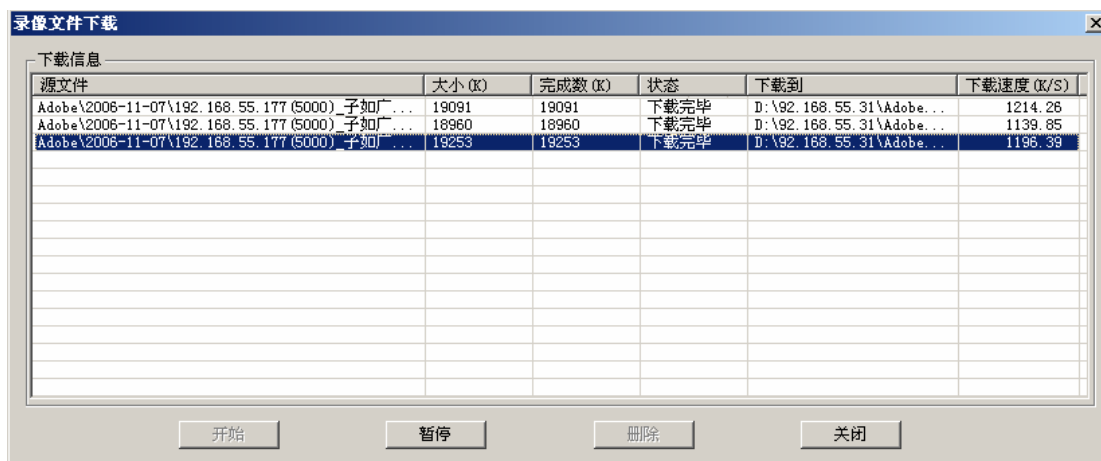 录像文件下载
下载信息
源文件 大小(K) 完成数(K) 状态 下载到 下载速度(K/S)
Adobe\2006-11-07\192.168.55.177(5000)_子如广... 19091 19091 下载完毕 D:\92.168.55.31\Adobe... 1214.26
Adobe\2006-11-07\192.168.55.177(5000)_子如广... 18960 18960 下载完毕 D:\92.168.55.31\Adobe... 1139.85
Adobe\2006-11-07\192.168.55.177(5000)_子如广... 19253 19253 下载完毕 D:\92.168.55.31\Adobe... 1196.39
开始 暂停 删除 关闭